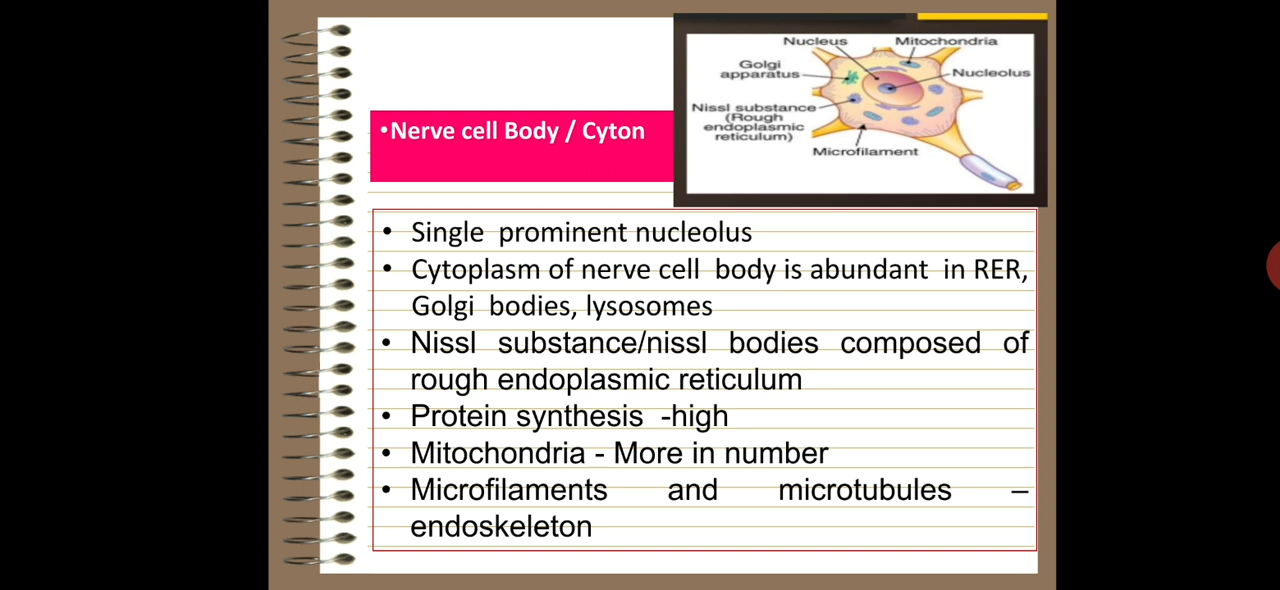 Nucleus Mitochondria
Golgi
apparatus
Nucleolus
Nissl substance
(Rough
endoplasmic
reticulum)
Microfilament
•Nerve cell Body / Cyton
• Single prominent nucleolus
• Cytoplasm of nerve cell body is abundant in RER,
Golgi bodies, lysosomes
• Nissl substance/nissl bodies composed of
rough endoplasmic reticulum
• Protein synthesis -high
• Mitochondria - More in number
• Microfilaments and microtubules –
endoskeleton